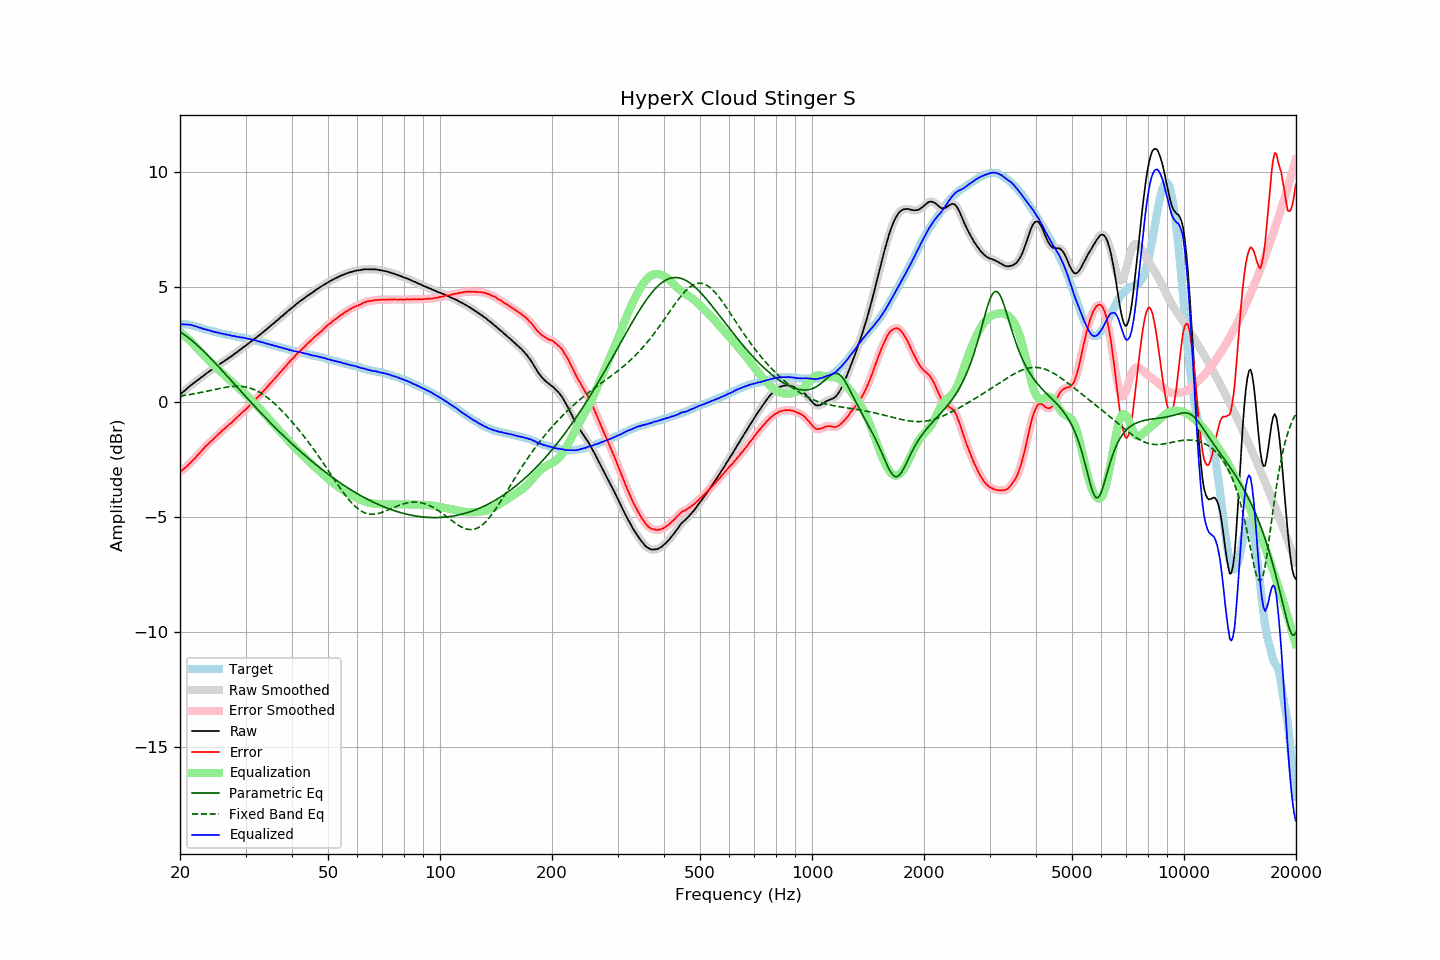 HyperX Cloud Stinger S
Amplitude (dBr)
10
5
0
−5
−10
−15
Target
Raw Smoothed
Error Smoothed
Raw
Error
Equalization
Parametric Eq
Fixed Band Eq
Equalized
20 50 100 200 500 1000 2000 5000 10000 20000
Frequency (Hz)